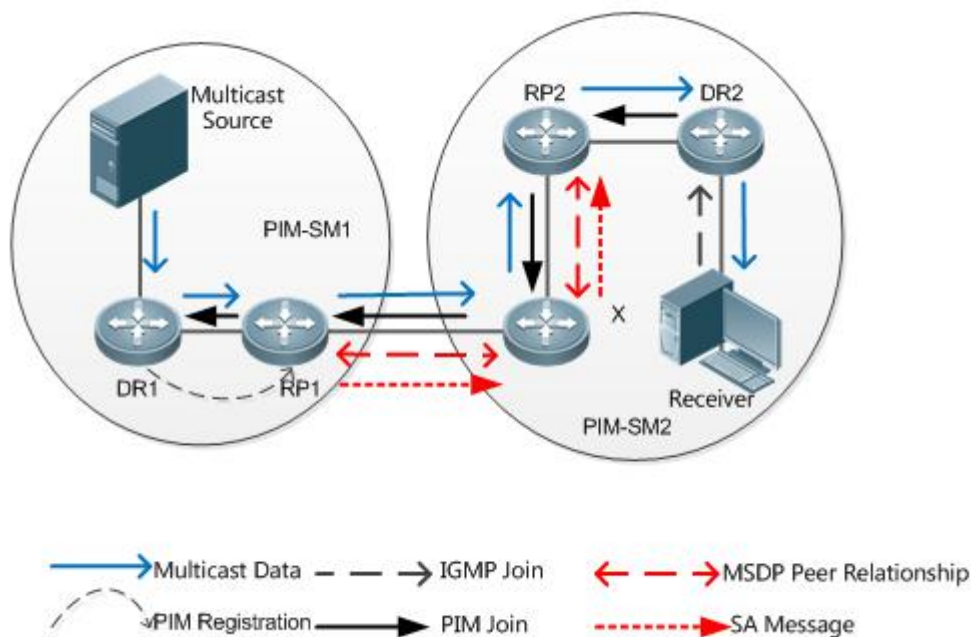 Multicast
Source
PIM-SM1
DR1
RP1
RP2
DR2
X
Receiver
PIM-SM2
Multicast Data
IGMP Join
MSDP Peer Relationship
PIM Registration
PIM Join
SA Message